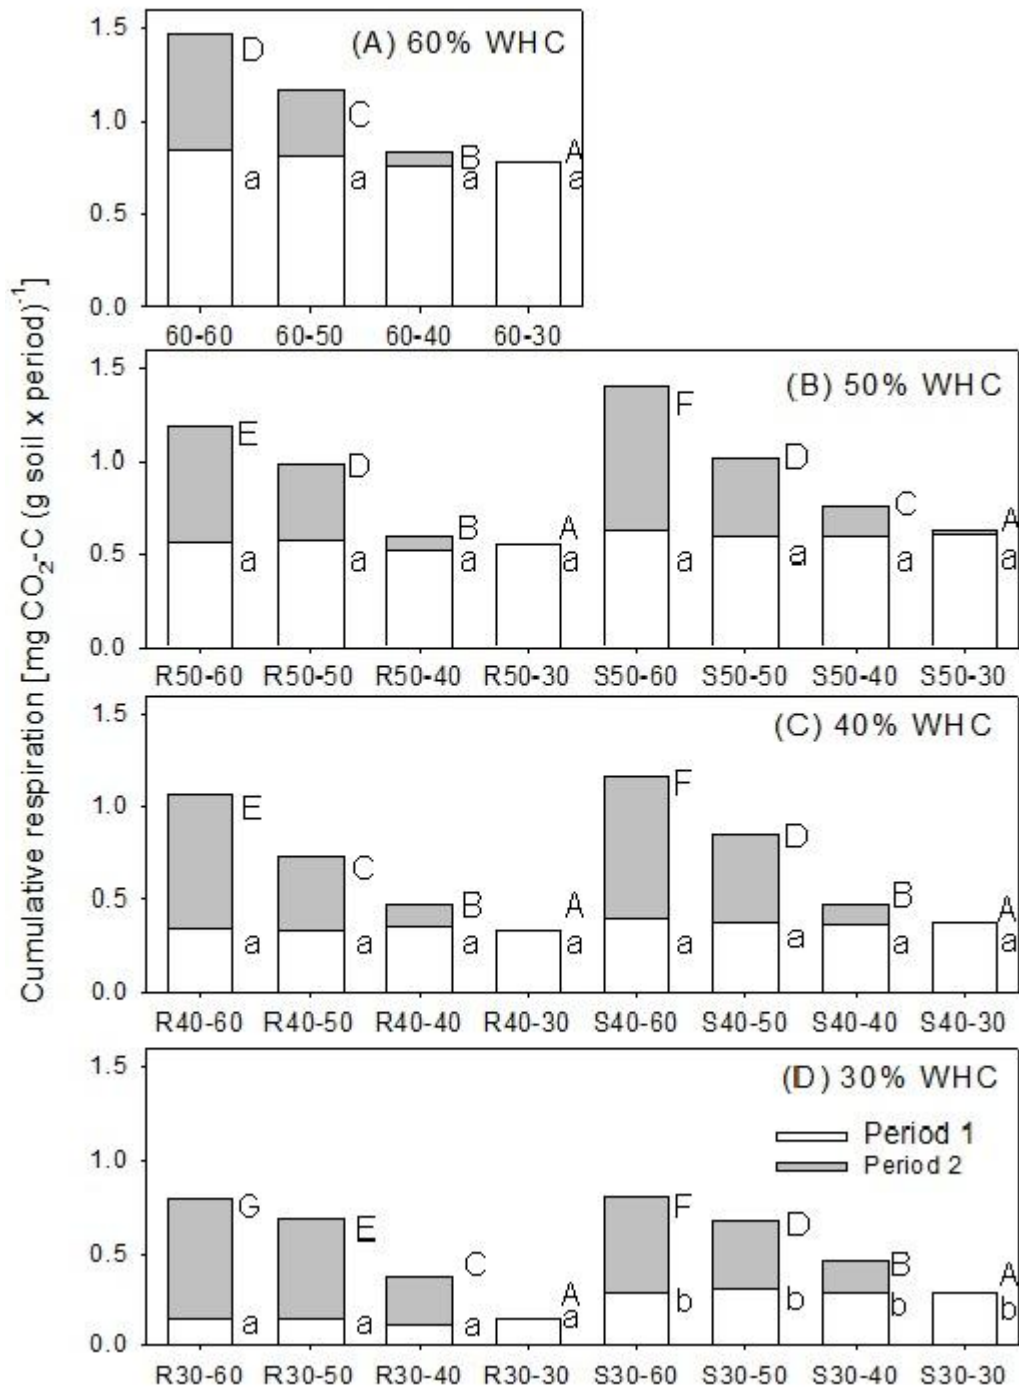 Cumulative respiration [mg CO₂-C (g soil x period)⁻¹]
(A) 60% WHC
1.5
1.0
0.5
0.0
D
C
B
A
a
a
a
a
60-60
60-50
60-40
60-30
(B) 50% WHC
1.5
1.0
0.5
0.0
E
D
B
A
F
D
C
A
a
a
a
a
a
a
a
a
R50-60
R50-50
R50-40
R50-30
S50-60
S50-50
S50-40
S50-30
(C) 40% WHC
1.5
1.0
0.5
0.0
E
C
B
A
F
D
B
A
a
a
a
a
a
a
a
a
R40-60
R40-50
R40-40
R40-30
S40-60
S40-50
S40-40
S40-30
(D) 30% WHC
Period 1
Period 2
1.5
1.0
0.5
0.0
G
E
C
A
F
D
B
A
a
a
a
a
b
b
b
b
R30-60
R30-50
R30-40
R30-30
S30-60
S30-50
S30-40
S30-30